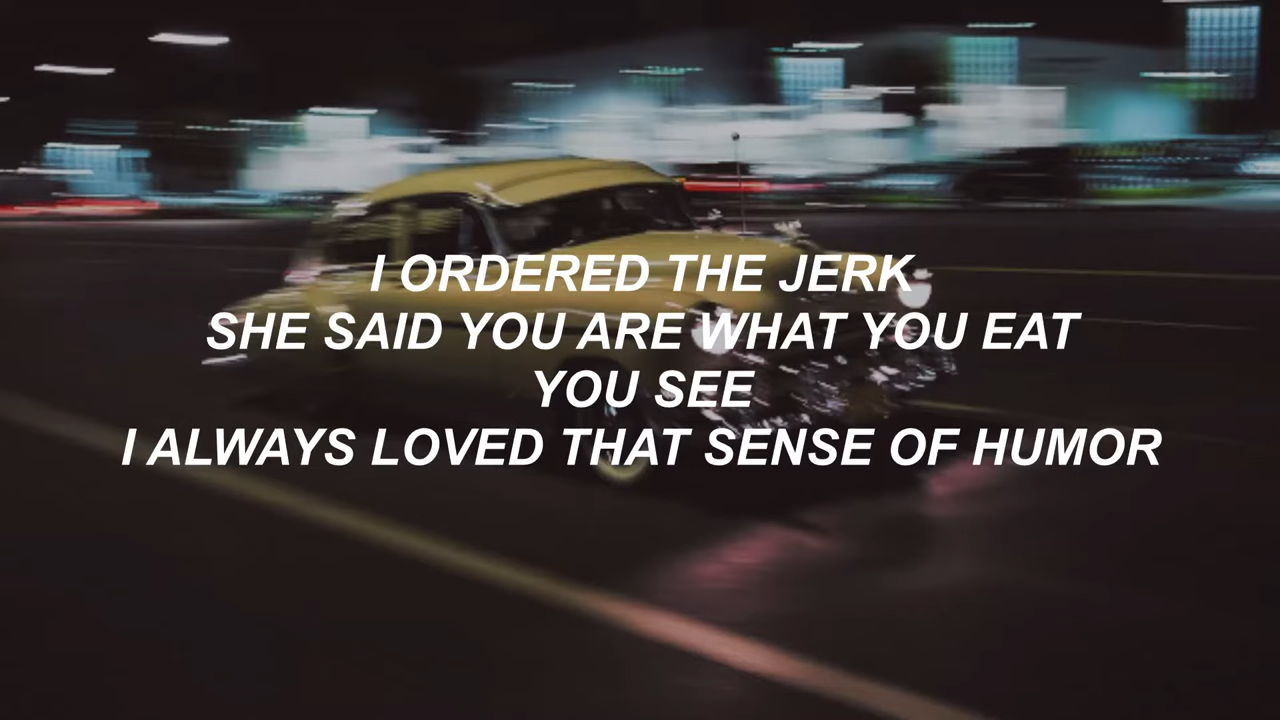 I ORDERED THE JERK
SHE SAID YOU ARE WHAT YOU EAT
YOU SEE
I ALWAYS LOVED THAT SENSE OF HUMOR